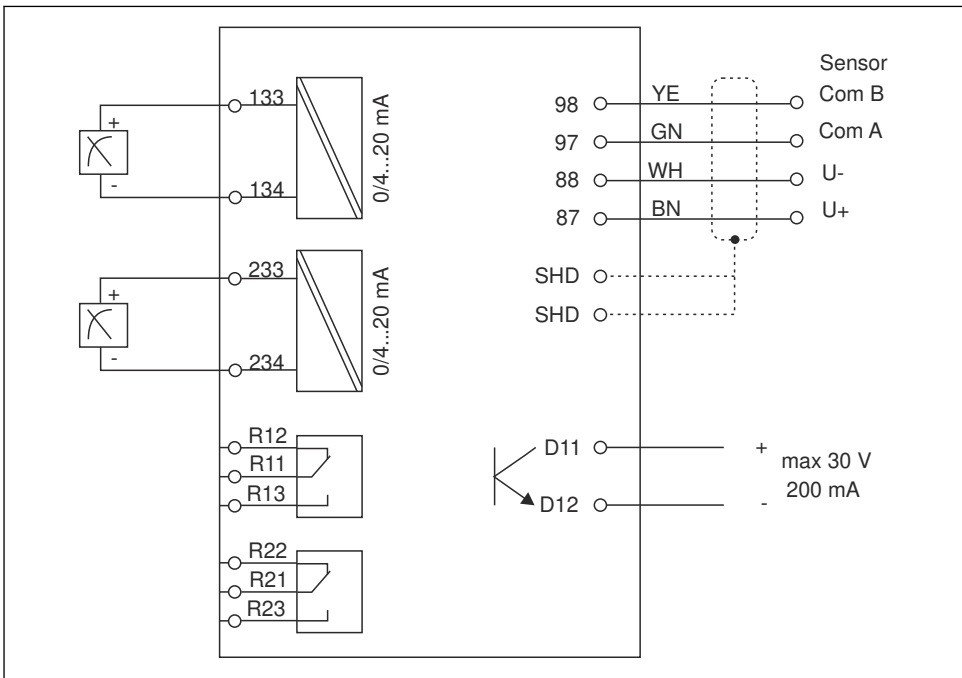 133
+
-
134
0/4...20 mA
233
+
-
234
0/4...20 mA
R12
R11
R13
R22
R21
R23
Sensor
98 YE Com B
97 GN Com A
88 WH U-
87 BN U+
SHD
SHD
D11 +
max 30 V
200 mA
D12 -